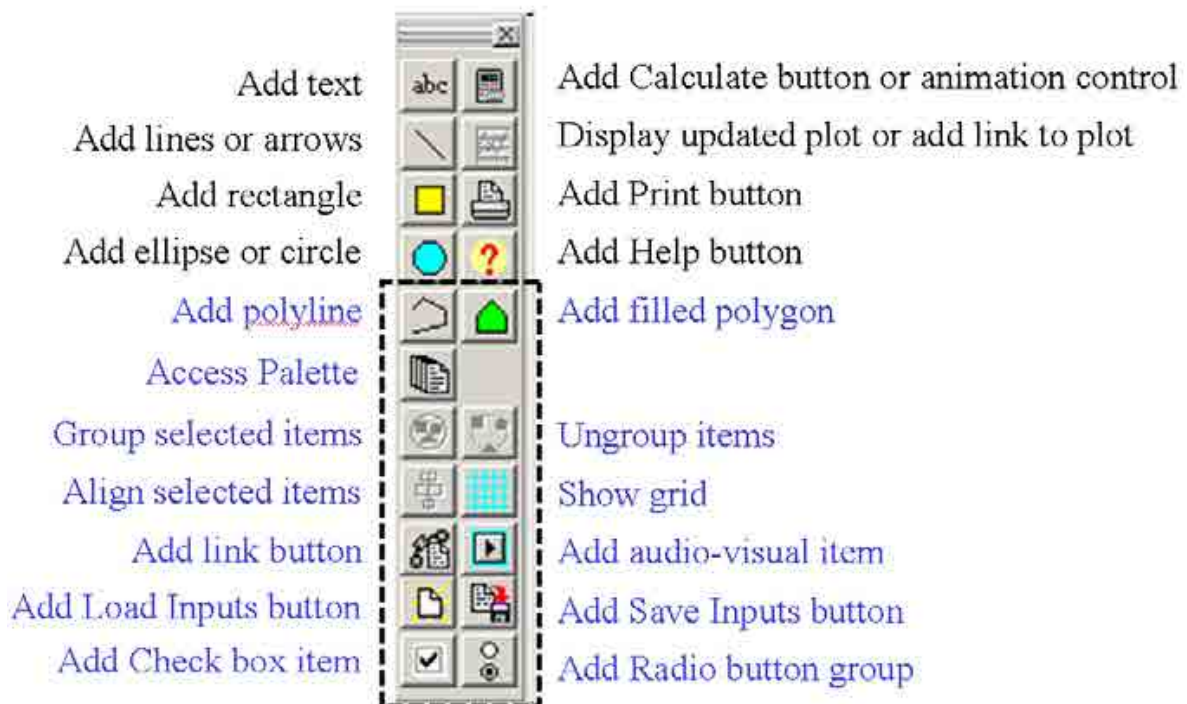 Add text abc Add Calculate button or animation control
Add lines or arrows Display updated plot or add link to plot
Add rectangle Add Print button
Add ellipse or circle ? Add Help button
Add polyline Add filled polygon
Access Palette
Group selected items Ungroup items
Align selected items Show grid
Add link button Add audio-visual item
Add Load Inputs button Add Save Inputs button
Add Check box item Add Radio button group